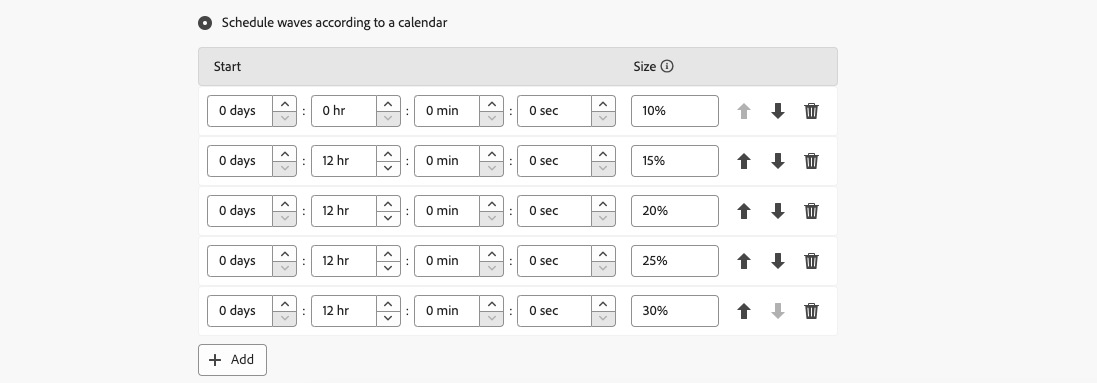 Schedule waves according to a calendar
Start Size
0 days : 0 hr : 0 min : 0 sec 10%
0 days : 12 hr : 0 min : 0 sec 15%
0 days : 12 hr : 0 min : 0 sec 20%
0 days : 12 hr : 0 min : 0 sec 25%
0 days : 12 hr : 0 min : 0 sec 30%
+ Add